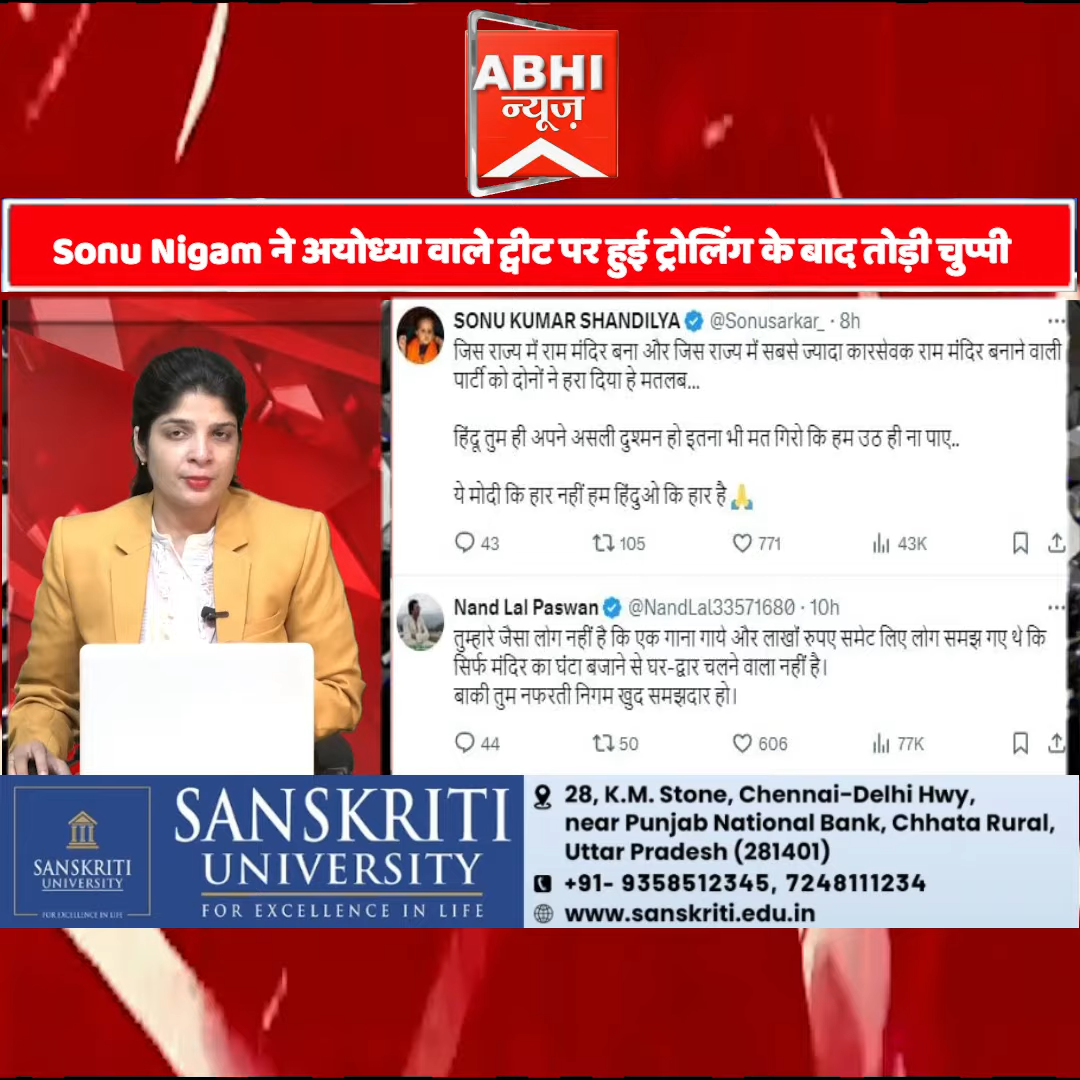 ABHI
न्यूज़
Sonu Nigam ने अयोध्या वाले ट्वीट पर हुई ट्रोलिंग के बाद तोड़ी चुप्पी
SONU KUMAR SHANDILYA @Sonusarkar_ · 8h
जिस राज्य में राम मंदिर बना और जिस राज्य में सबसे ज्यादा कारसेवक राम मंदिर बनाने वाली
पार्टी को दोनों ने हरा दिया हे मतलब...
हिंदू तुम ही अपने असली दुश्मन हो इतना भी मत गिरो कि हम उठ ही ना पाए..
ये मोदी कि हार नहीं हम हिंदुओ कि हार है🙏
43 105 771 43K
Nand Lal Paswan @NandLal33571680 · 10h
तुम्हारे जैसा लोग नहीं है कि एक गाना गाये और लाखों रुपए समेट लिए लोग समझ गए थे कि
सिर्फ मंदिर का घंटा बजाने से घर-द्वार चलने वाला नहीं है।
बाकी तुम नफरती निगम खुद समझदार हो।
44 50 606 77K
SANSKRITI
UNIVERSITY
FOR EXCELLENCE IN LIFE
SANSKRITI
UNIVERSITY
FOR EXCELLENCE IN LIFE
28, K.M. Stone, Chennai-Delhi Hwy,
near Punjab National Bank, Chhata Rural,
Uttar Pradesh (281401)
+91- 9358512345, 7248111234
www.sanskriti.edu.in